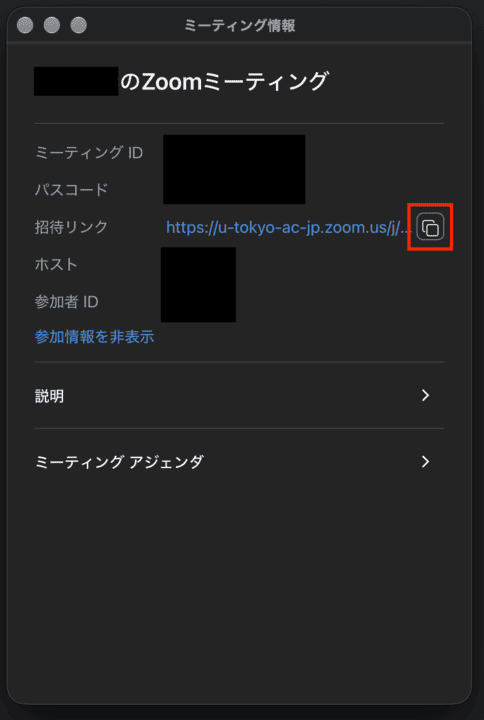 ミーティング情報
のZoomミーティング
ミーティング ID
パスコード
招待リンク https://u-tokyo-ac-jp.zoom.us/j/...
ホスト
参加者 ID
参加情報を非表示
説明
ミーティング アジェンダ